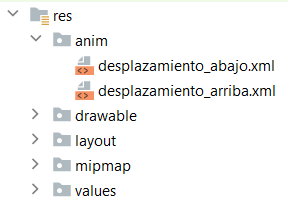 res
anim
desplazamiento_abajo.xml
desplazamiento_arriba.xml
drawable
layout
mipmap
values